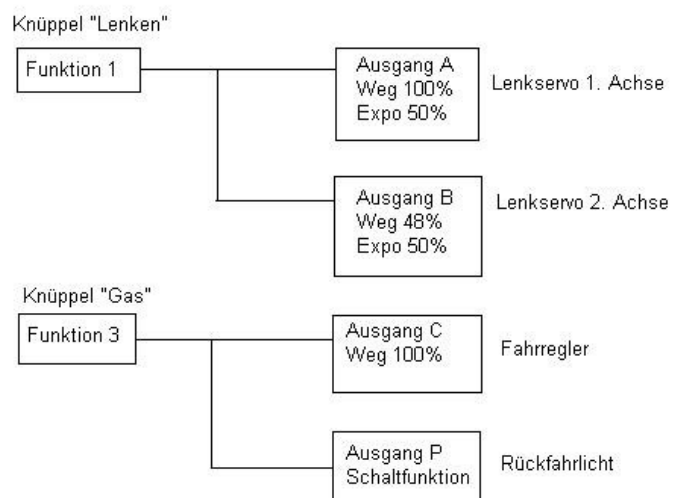 Knüppel "Lenken"
Funktion 1
Ausgang A
Weg 100%
Expo 50%
Lenkservo 1. Achse
Ausgang B
Weg 48%
Expo 50%
Lenkservo 2. Achse
Knüppel "Gas"
Funktion 3
Ausgang C
Weg 100%
Fahrregler
Ausgang P
Schaltfunktion
Rückfahrlicht